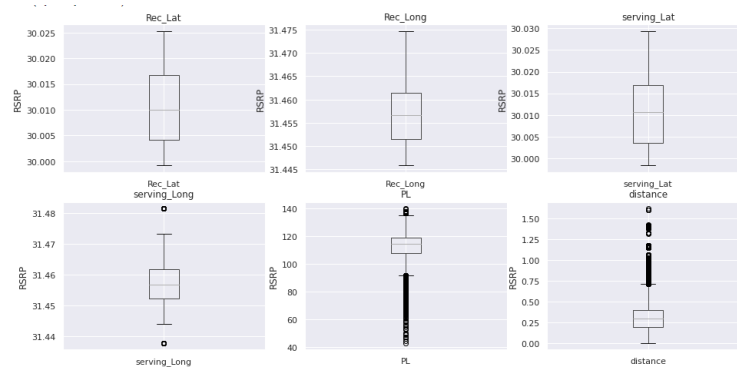 Rec_Lat
Rec_Long
serving_Lat
RSRP
30.025
30.020
30.015
30.010
30.005
30.000
Rec_Lat
RSRP
31.475
31.470
31.465
31.460
31.455
31.450
31.445
Rec_Long
RSRP
30.030
30.025
30.020
30.015
30.010
30.005
30.000
serving_Lat
serving_Long
PL
distance
RSRP
31.48
31.47
31.46
31.45
31.44
serving_Long
RSRP
140
120
100
80
60
40
PL
RSRP
1.50
1.25
1.00
0.75
0.50
0.25
0.00
distance